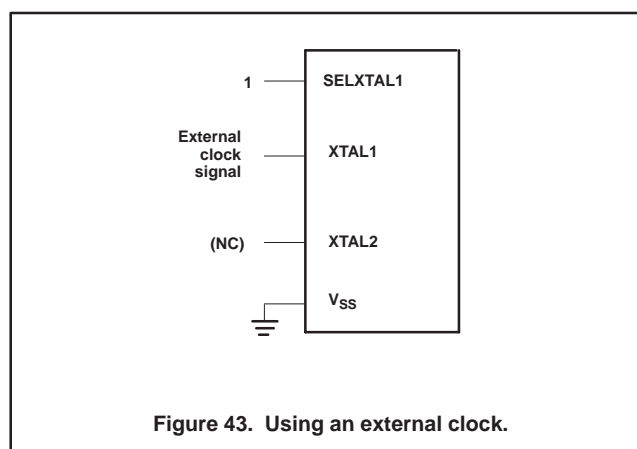 1 SELXTAL1
External
clock
signal
XTAL1
(NC) XTAL2
VSS
Figure 43. Using an external clock.